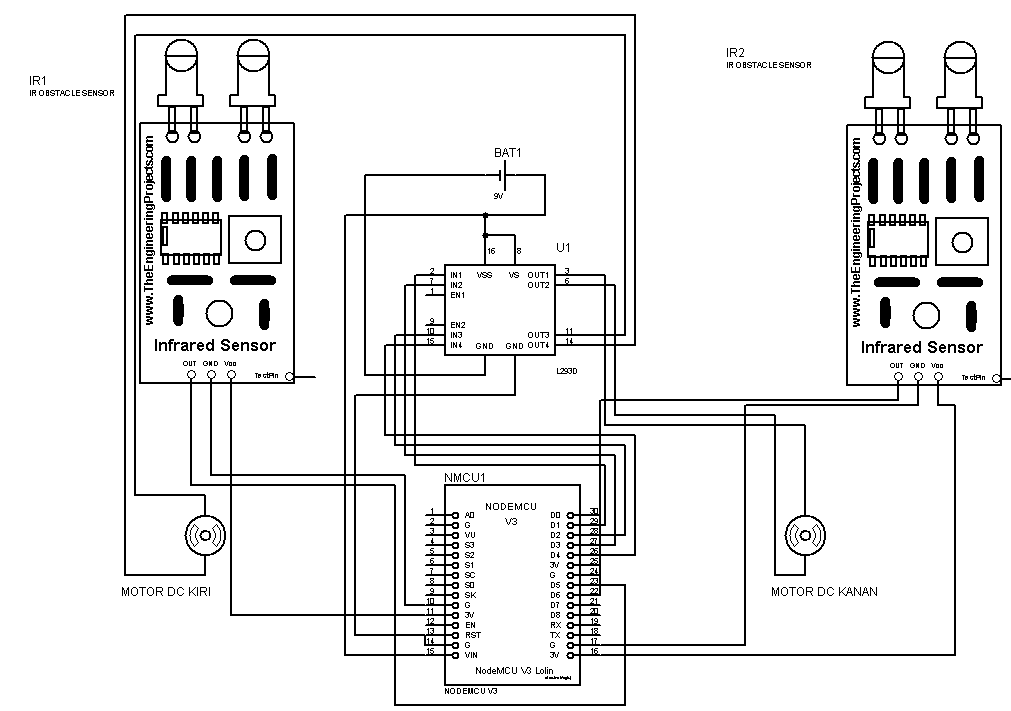 IR1
IR OBSTACLE SENSOR
www.TheEngineeringProjects.com
Infrared Sensor
OUT GND Vcc
TestPin
IR2
IR OBSTACLE SENSOR
www.TheEngineeringProjects.com
Infrared Sensor
OUT GND Vcc
TestPin
BAT1
9V
U1
16 8
2 IN1 VSS VS OUT1 3
7 IN2 OUT2 6
1 EN1
9 EN2
10 IN3 OUT3 11
15 IN4 GND GND OUT4 14
L293D
NMCU1
NODEMCU
V3
1 A0 D0 30
2 G D1 29
3 VU D2 28
4 S3 D3 27
5 S2 D4 26
6 S1 3V 25
7 SC G 24
8 S0 D5 23
9 SK D6 22
10 G D7 21
11 3V D8 20
12 EN RX 19
13 RST TX 18
14 G G 17
15 VIN 3V 16
NodeMCU V3 Lolin
NODEMCU V3
MOTOR DC KIRI
MOTOR DC KANAN